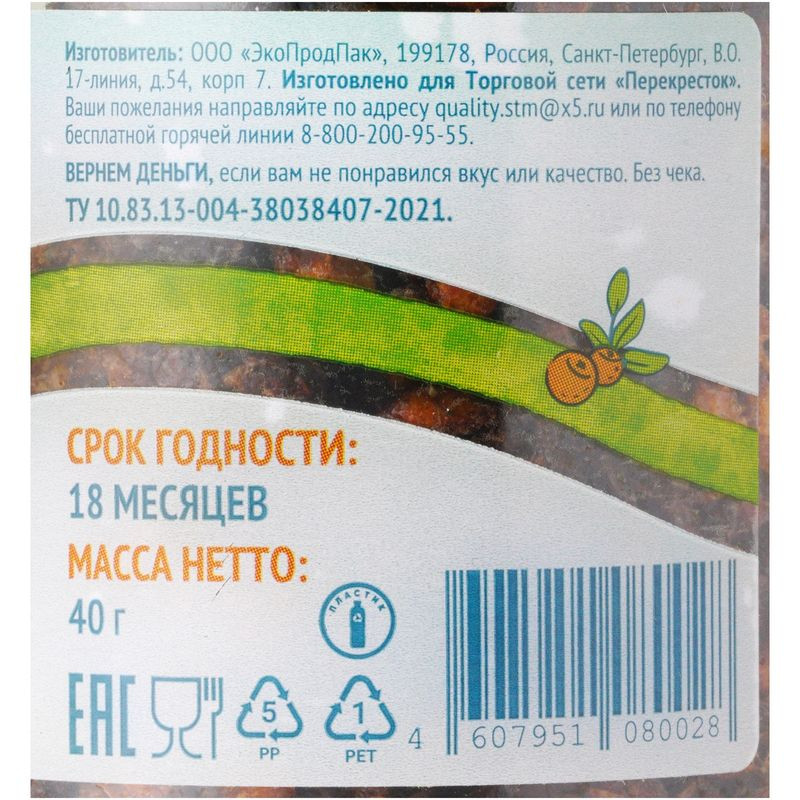 Изготовитель: ООО «ЭкоПродПак», 199178, Россия, Санкт-Петербург, В.О.
17-линия, д.54, корп 7. Изготовлено для Торговой сети «Перекресток».
Ваши пожелания направляйте по адресу quality.stm@x5.ru или по телефону
бесплатной горячей линии 8-800-200-95-55.
ВЕРНЕМ ДЕНЬГИ, если вам не понравился вкус или качество. Без чека.
ТУ 10.83.13-004-38038407-2021.
СРОК ГОДНОСТИ:
18 МЕСЯЦЕВ
МАССА НЕТТО:
40 г
ПЛАСТИК
EAC
5
PP
1
PET
4 607951 080028